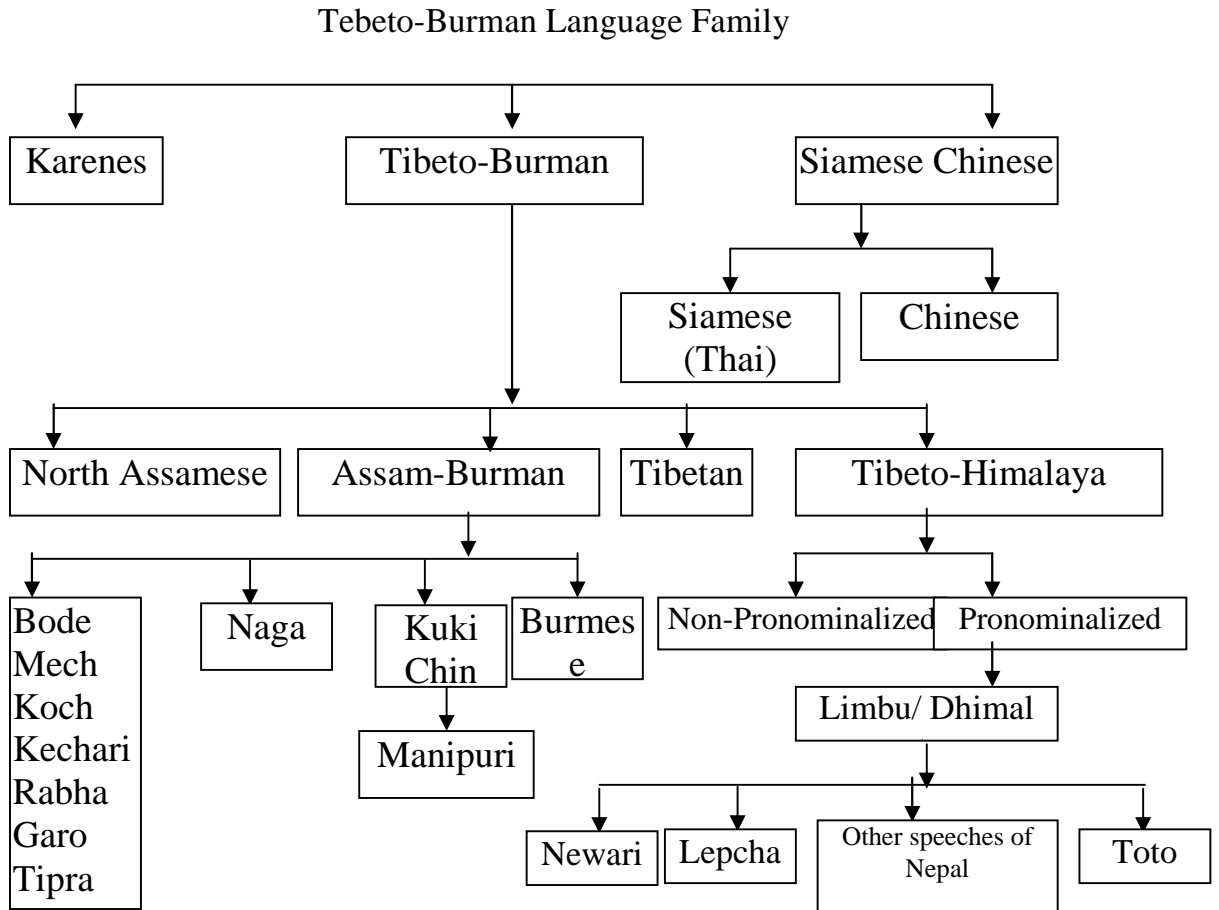 Tebeto-Burman Language Family
Karenes
Tibeto-Burman
Siamese Chinese
Siamese
(Thai)
Chinese
North Assamese
Assam-Burman
Tibetan
Tibeto-Himalaya
Bode
Mech
Koch
Kechari
Rabha
Garo
Tipra
Naga
Kuki
Chin
Burmes
e
Non-Pronominalized
Pronominalized
Manipuri
Limbu/ Dhimal
Newari
Lepcha
Other speeches of
Nepal
Toto